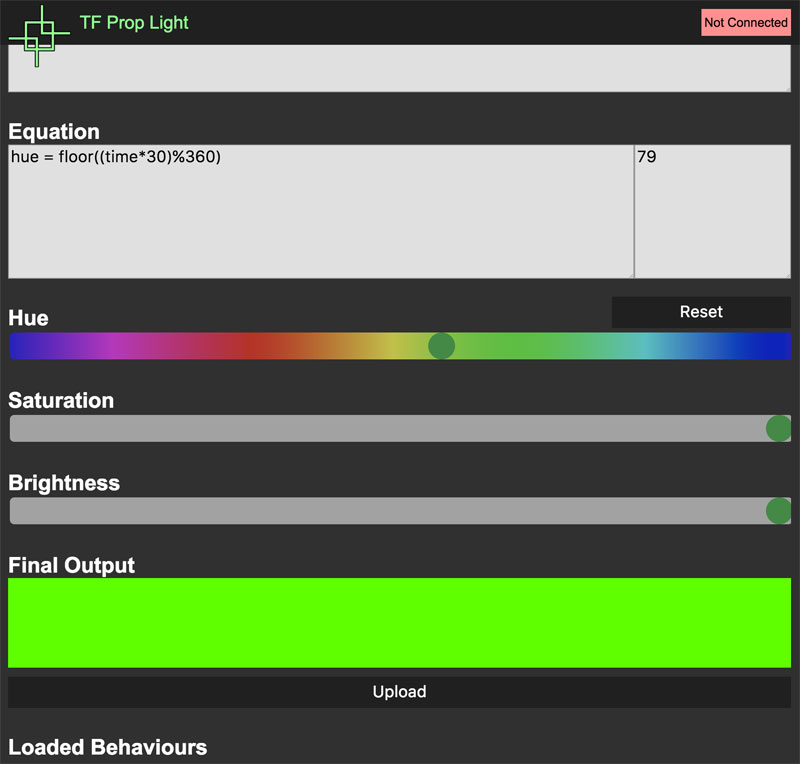 TF Prop Light
Not Connected
Equation
hue = floor((time*30)%360)
79
Hue
Reset
Saturation
Brightness
Final Output
Upload
Loaded Behaviours